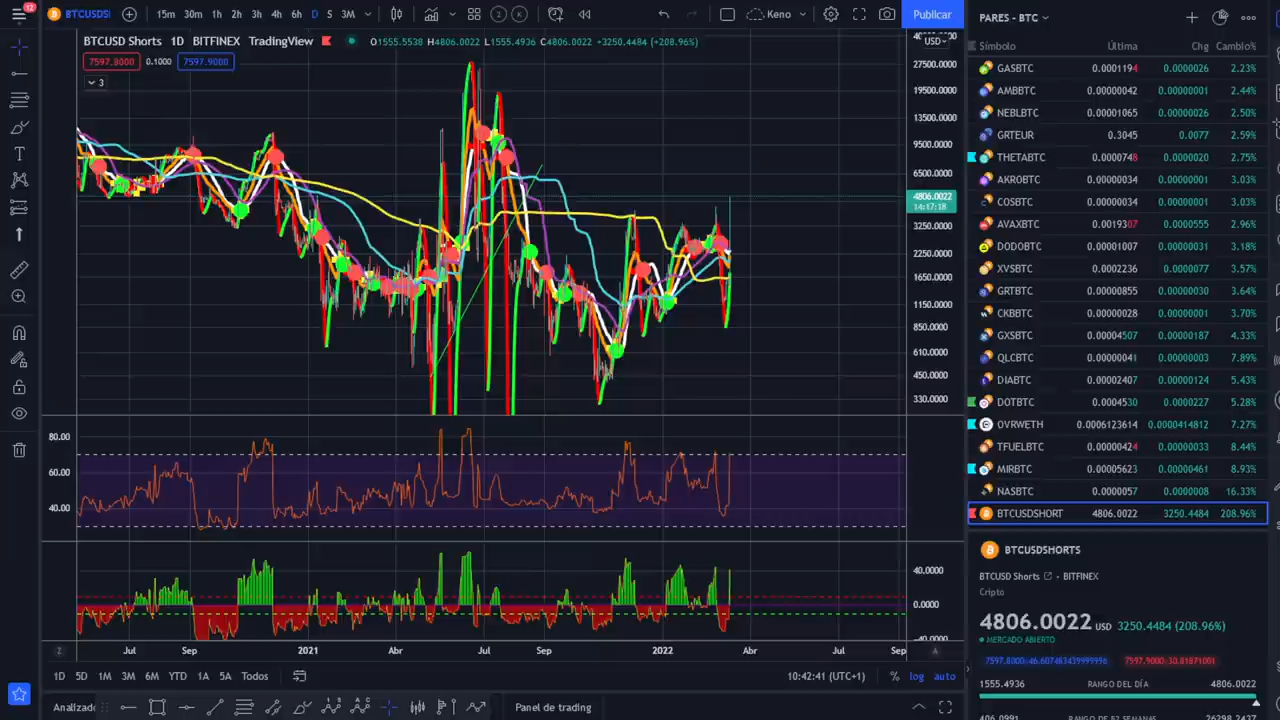 12
BTCUSDSI
15m 30m 1h 2h 3h 4h 6h D S 3M
Keno
Publicar
PARES - BTC
BTCUSD Shorts 1D BITFINEX TradingView
O1555.5538 H4806.0022 L1555.4936 C4806.0022 +3250.4484 (+208.96%)
USD
7597.8000 0.1000 7597.9000
3
27500.0000
19500.0000
13500.0000
9500.0000
6500.0000
4806.0022
14:17:18
3250.0000
2250.0000
1650.0000
1150.0000
850.0000
610.0000
450.0000
330.0000
80.00
60.00
40.00
40.0000
0.0000
-40.0000
Jul Sep Nov 2021 Abr Jul Sep 2022 Abr Jul Sep
1D 5D 1M 3M 6M YTD 1A 5A Todos
10:42:41 (UTC+1)
% log auto
Analizado
Panel de trading
Símbolo Última Chg Cambio%
GASBTC 0.0001194 0.0000026 2.23%
AMBBTC 0.00000042 0.00000001 2.44%
NEBLBTC 0.00001065 0.00000026 2.50%
GRTEUR 0.3045 0.0077 2.59%
THETABTC 0.0000748 0.0000020 2.75%
AKROBTC 0.00000034 0.00000001 3.03%
COSBTC 0.00000034 0.00000001 3.03%
AVAXBTC 0.0019307 0.0000555 2.96%
DODOBTC 0.00001007 0.00000031 3.18%
XVSBTC 0.0002236 0.0000077 3.57%
GRTBTC 0.00000855 0.00000030 3.64%
CKBBTC 0.00000028 0.00000001 3.70%
GXSBTC 0.00004507 0.00000187 4.33%
QLCBTC 0.00000041 0.00000003 7.89%
DIABTC 0.00002407 0.00000124 5.43%
DOTBTC 0.0004530 0.0000227 5.28%
OVRWETH 0.0006123614 0.0000414812 7.27%
TFUELBTC 0.00000424 0.00000033 8.44%
MIRBTC 0.00005623 0.00000461 8.93%
NASBTC 0.0000057 0.0000008 16.33%
BTCUSDSHORT 4806.0022 3250.4484 208.96%
BTCUSDSHORTS
BTCUSD Shorts • BITFINEX
Cripto
4806.0022 USD 3250.4484 (208.96%)
MERCADO ABIERTO
1555.4936 RANGO DEL DÍA 4806.0022